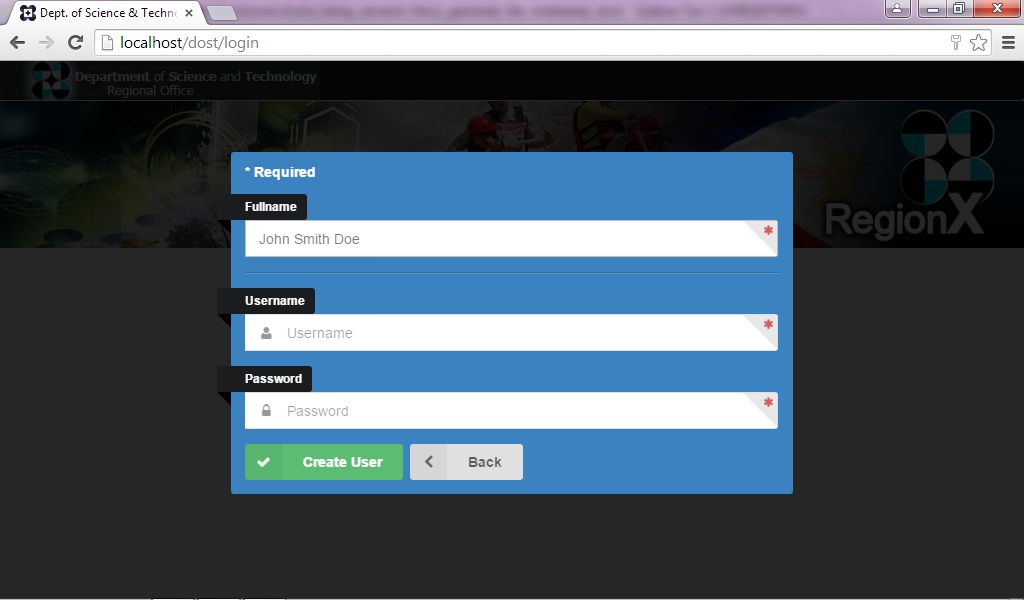 Dept. of Science & Techno
localhost/dost/login
Department of Science and Technology
Regional Office
RegionX
* Required
Fullname
John Smith Doe
*
Username
Username
*
Password
Password
*
Create User
Back